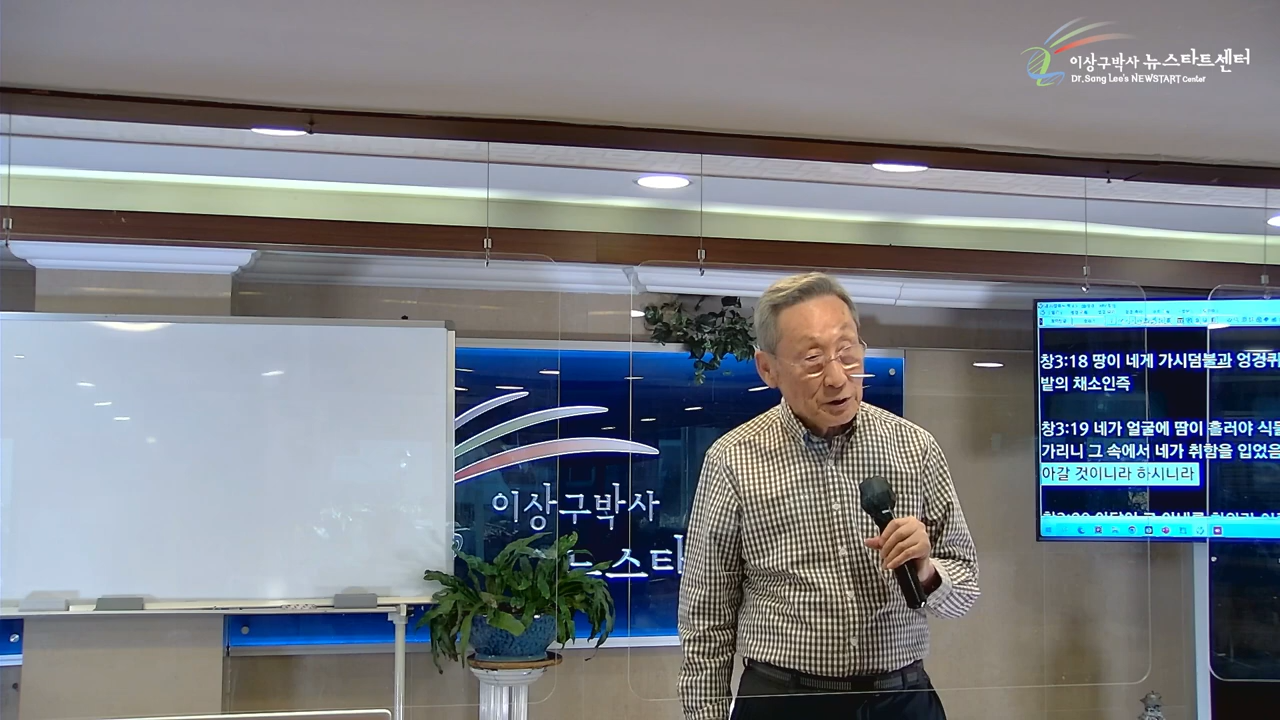 이상구박사 뉴스타트센터
Dr. Sang Lee's NEWSTART Center
이상구박사
뉴스타
창3:18 땅이 네게 가시덤불과 엉겅퀴
밭의 채소인즉
창3:19 네가 얼굴에 땀이 흘러야 식물
가리니 그 속에서 네가 취함을 입었음
아갈 것이니라 하시니라